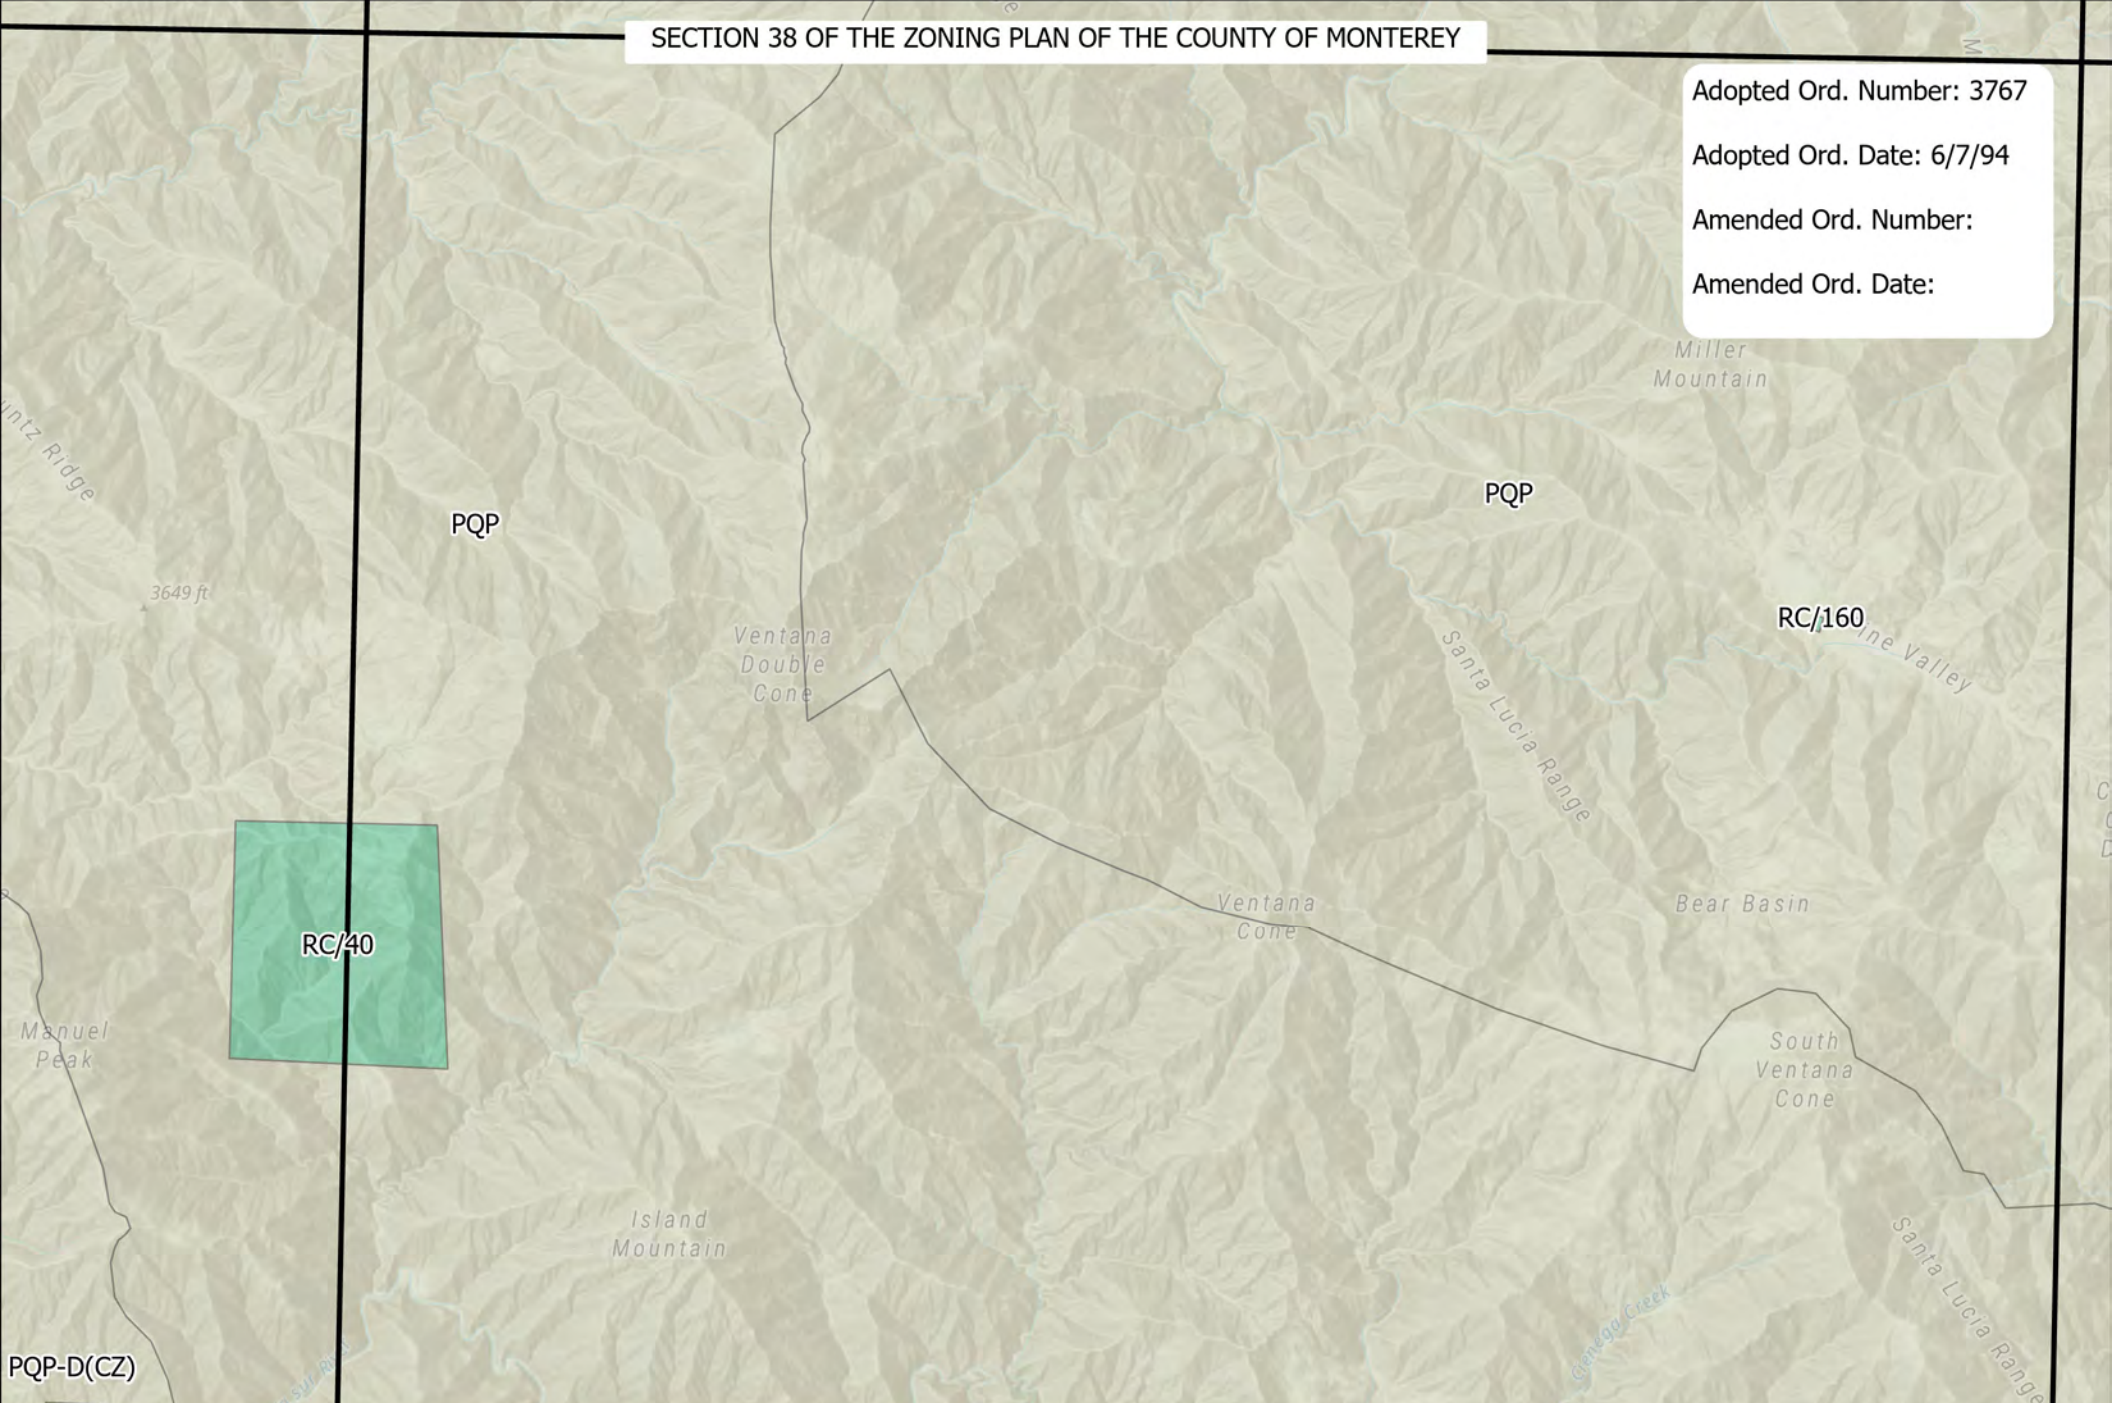 SECTION 38 OF THE ZONING PLAN OF THE COUNTY OF MONTEREY
Adopted Ord. Number: 3767
Adopted Ord. Date: 6/7/94
Amended Ord. Number:
Amended Ord. Date:
Miller
Mountain
Ridge
PQP
PQP
3649 ft
RC/160
Valley
Ventana
Double
Cone
Santa Lucia Range
Ventana
Cone
Bear Basin
RC/40
Manuel
Peak
South
Ventana
Cone
Island
Mountain
Santa Lucia Range
Cienega Creek
PQP-D(CZ)